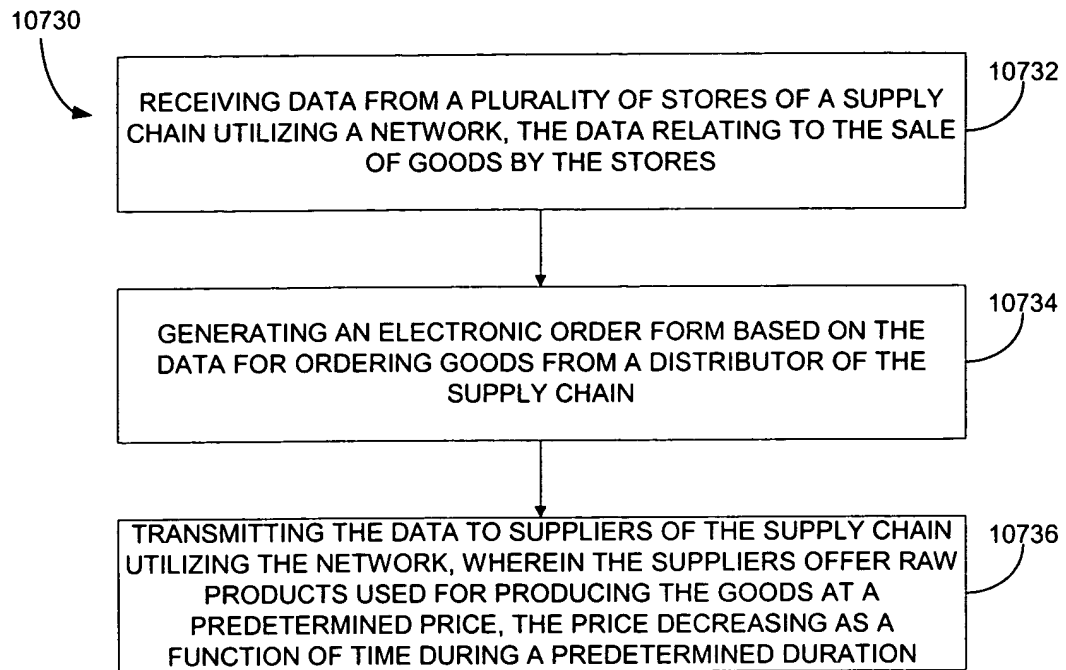 10730
10732
RECEIVING DATA FROM A PLURALITY OF STORES OF A SUPPLY
CHAIN UTILIZING A NETWORK, THE DATA RELATING TO THE SALE
OF GOODS BY THE STORES
10734
GENERATING AN ELECTRONIC ORDER FORM BASED ON THE
DATA FOR ORDERING GOODS FROM A DISTRIBUTOR OF THE
SUPPLY CHAIN
10736
TRANSMITTING THE DATA TO SUPPLIERS OF THE SUPPLY CHAIN
UTILIZING THE NETWORK, WHEREIN THE SUPPLIERS OFFER RAW
PRODUCTS USED FOR PRODUCING THE GOODS AT A
PREDETERMINED PRICE, THE PRICE DECREASING AS A
FUNCTION OF TIME DURING A PREDETERMINED DURATION